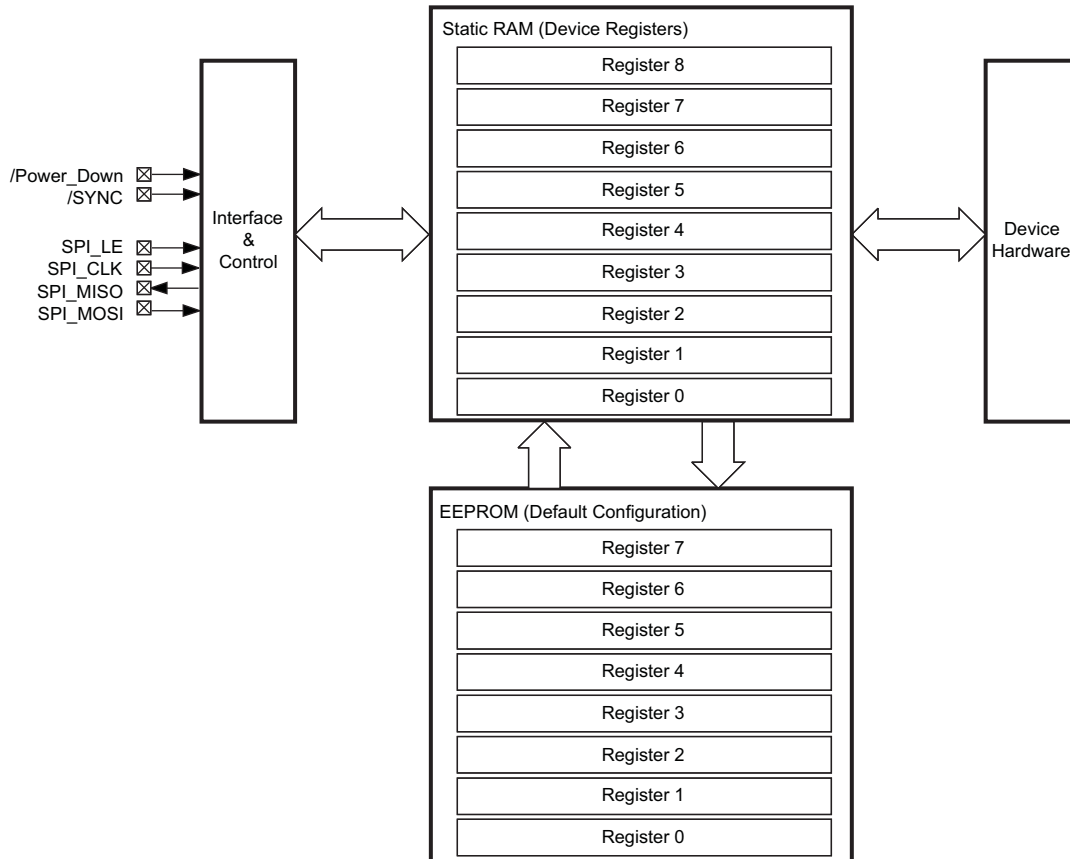 Static RAM (Device Registers)
Register 8
Register 7
Register 6
Register 5
Register 4
Register 3
Register 2
Register 1
Register 0
/Power_Down
/SYNC
SPI_LE
SPI_CLK
SPI_MISO
SPI_MOSI
Interface
&
Control
Device
Hardware
EEPROM (Default Configuration)
Register 7
Register 6
Register 5
Register 4
Register 3
Register 2
Register 1
Register 0